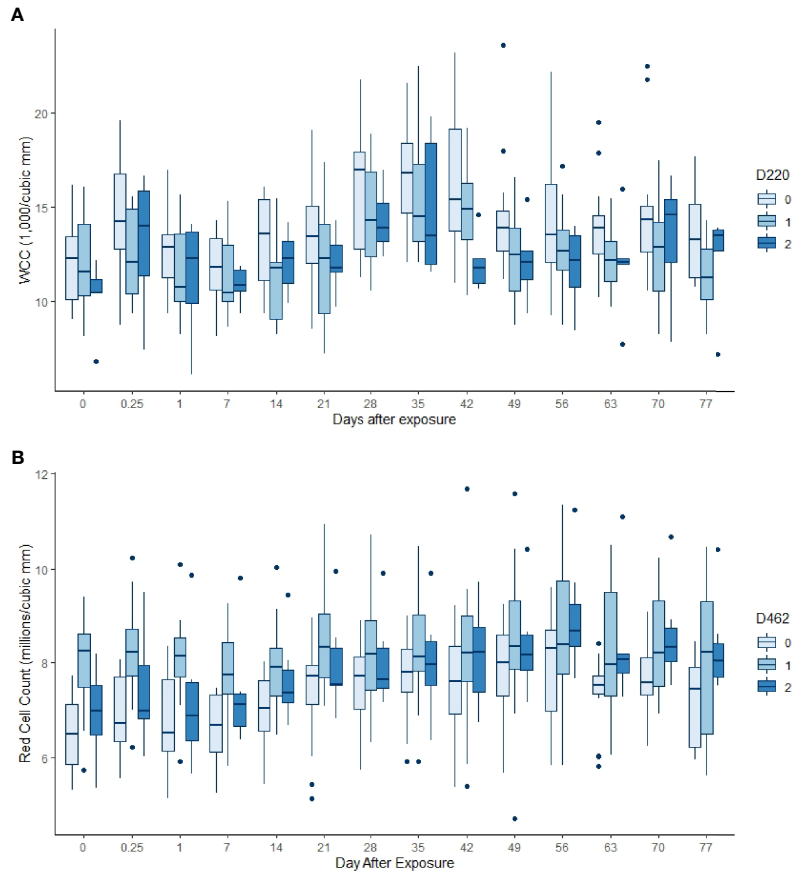 A
WCC (1,000/cubic mm)
20
15
10
0 0.25 1 7 14 21 28 35 42 49 56 63 70 77
Days after exposure
D220
0
1
2
B
Red Cell Count (millions/cubic mm)
12
10
8
6
0 0.25 1 7 14 21 28 35 42 49 56 63 70 77
Day After Exposure
D462
0
1
2